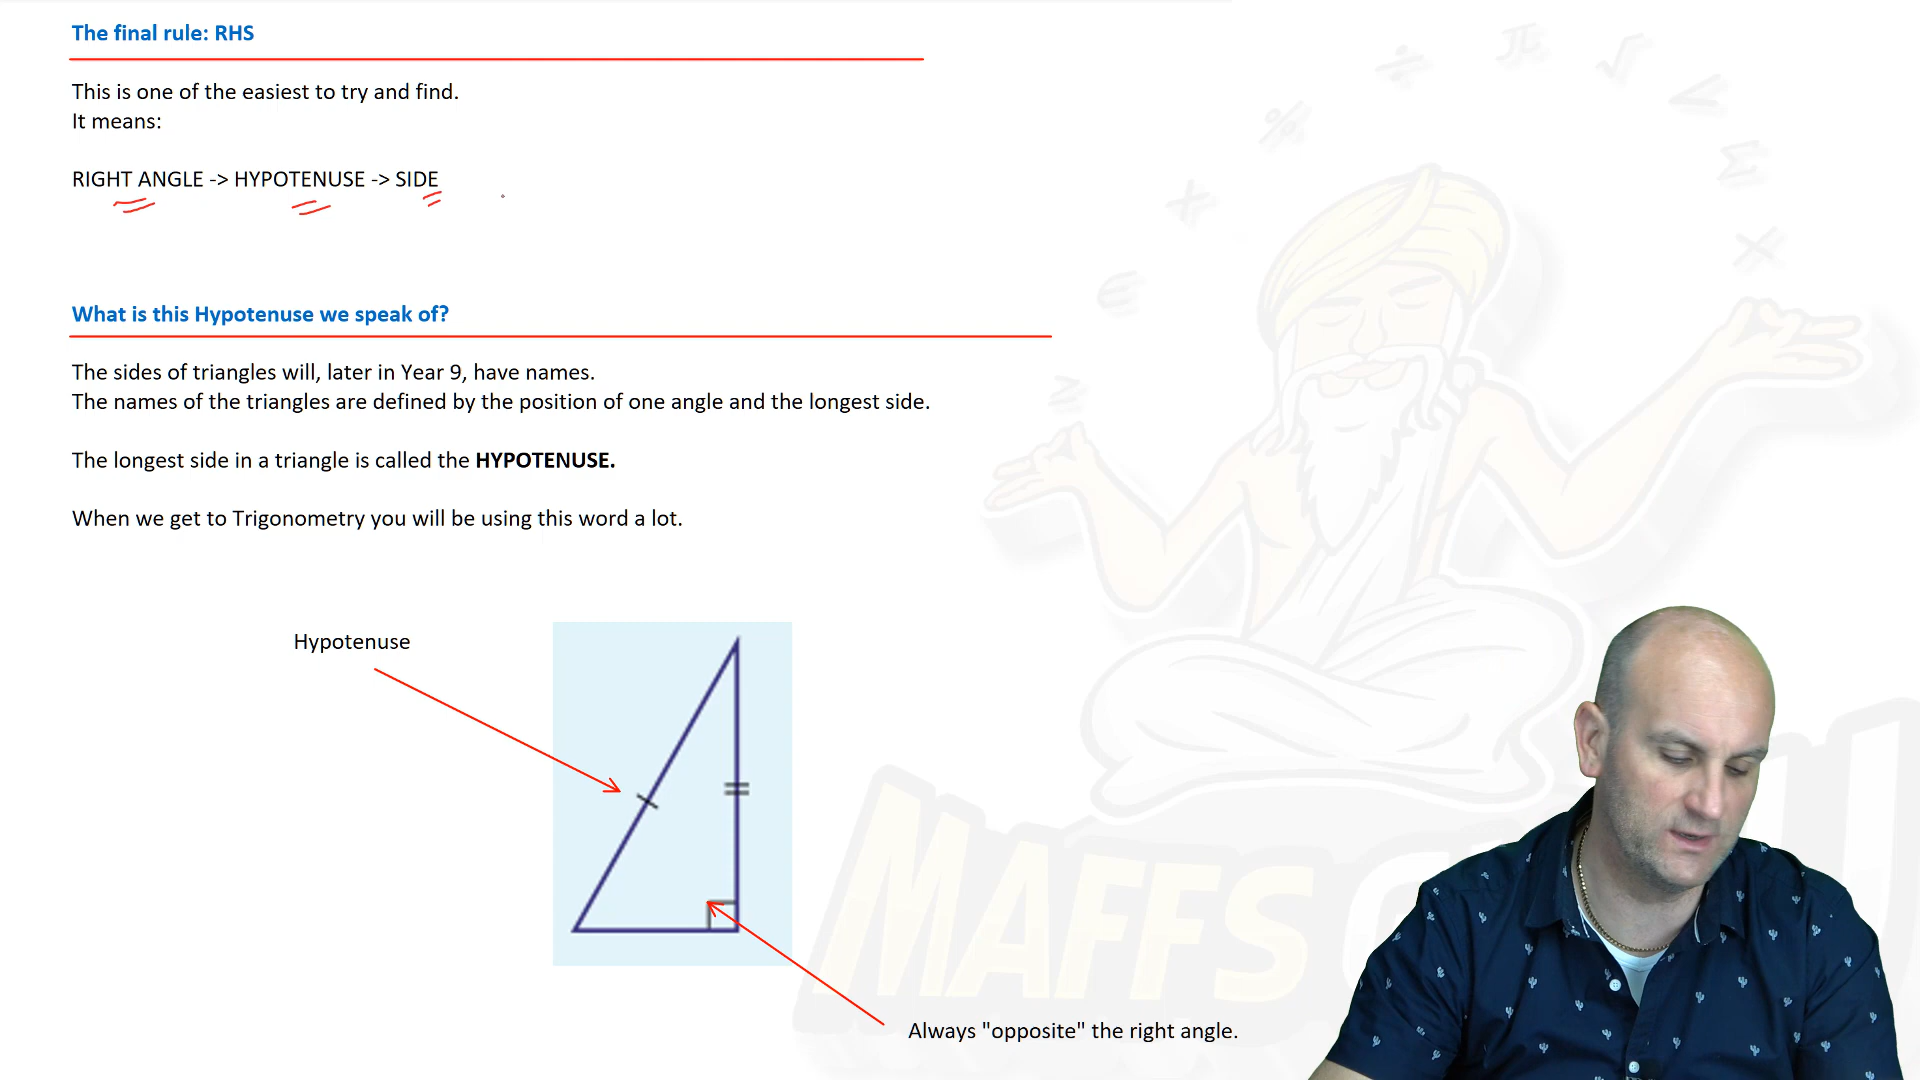 The final rule: RHS
This is one of the easiest to try and find.
It means:
RIGHT ANGLE -> HYPOTENUSE -> SIDE
What is this Hypotenuse we speak of?
The sides of triangles will, later in Year 9, have names.
The names of the triangles are defined by the position of one angle and the longest side.
The longest side in a triangle is called the HYPOTENUSE.
When we get to Trigonometry you will be using this word a lot.
Hypotenuse
Always "opposite" the right angle.
MAFFS